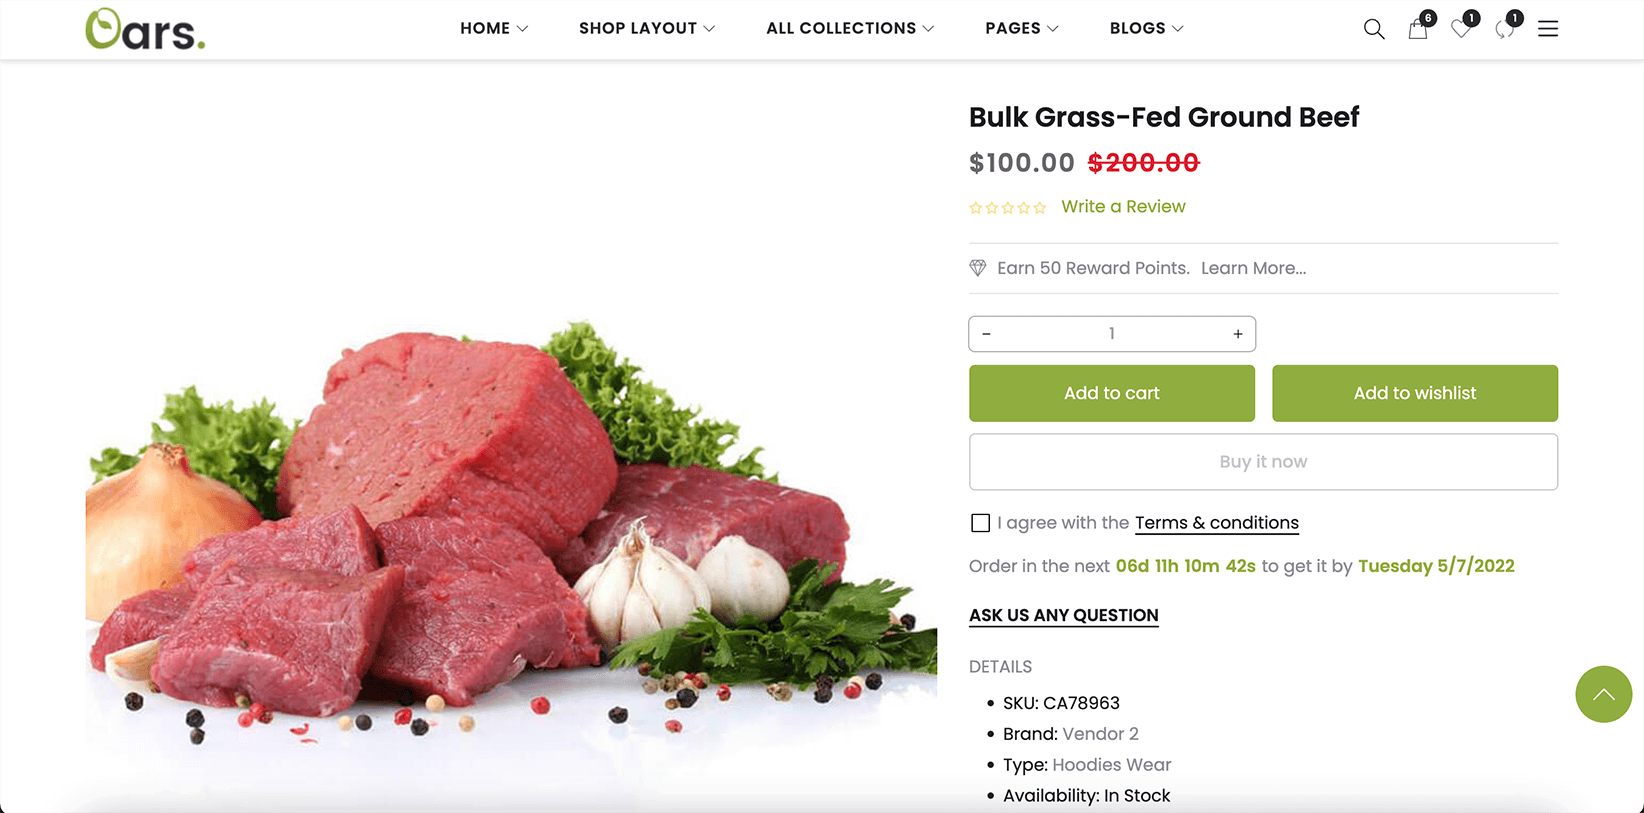 Oars.
HOME SHOP LAYOUT ALL COLLECTIONS PAGES BLOGS
6 1 1
Bulk Grass-Fed Ground Beef
$100.00 $200.00
Write a Review
Earn 50 Reward Points. Learn More...
- 1 +
Add to cart Add to wishlist
Buy it now
I agree with the Terms & conditions
Order in the next 06d 11h 10m 42s to get it by Tuesday 5/7/2022
ASK US ANY QUESTION
DETAILS
• SKU: CA78963
• Brand: Vendor 2
• Type: Hoodies Wear
• Availability: In Stock